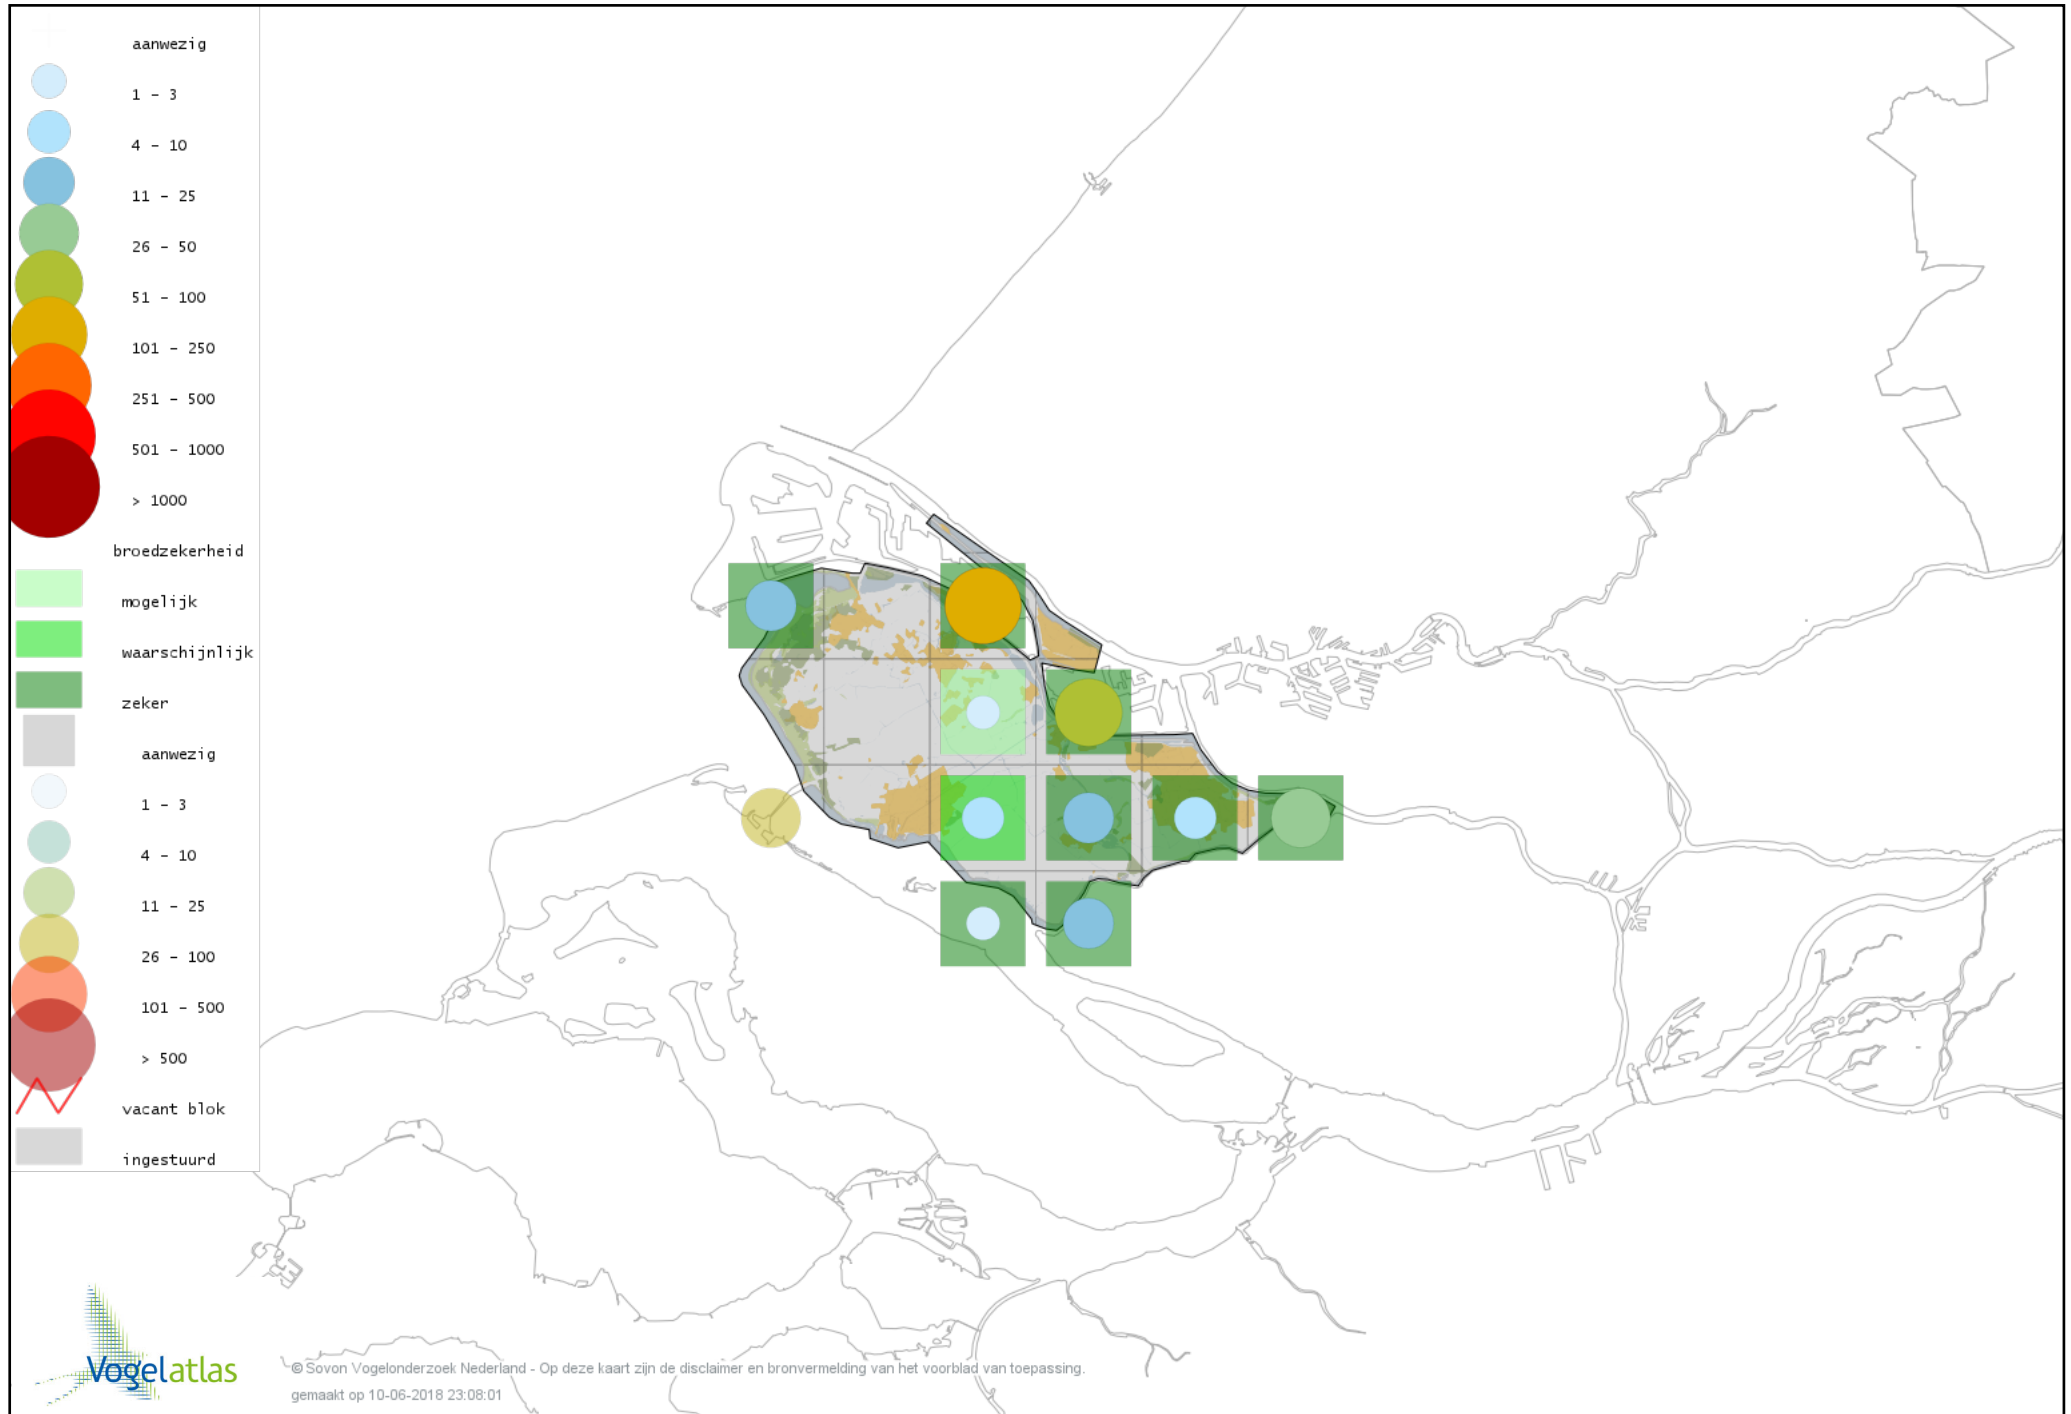 aanwezig
1 - 3
4 - 10
11 - 25
26 - 50
51 - 100
101 - 250
251 - 500
501 - 1000
> 1000
broedzekerheid
mogelijk
waarschijnlijk
zeker
aanwezig
1 - 3
4 - 10
11 - 25
26 - 100
101 - 500
> 500
vacant blok
ingestuurd
Vogelatlas
© Sovon Vogelonderzoek Nederland - Op deze kaart zijn de disclaimer en bronvermelding van het voorblad van toepassing.
gemaakt op 10-06-2018 23:08:01